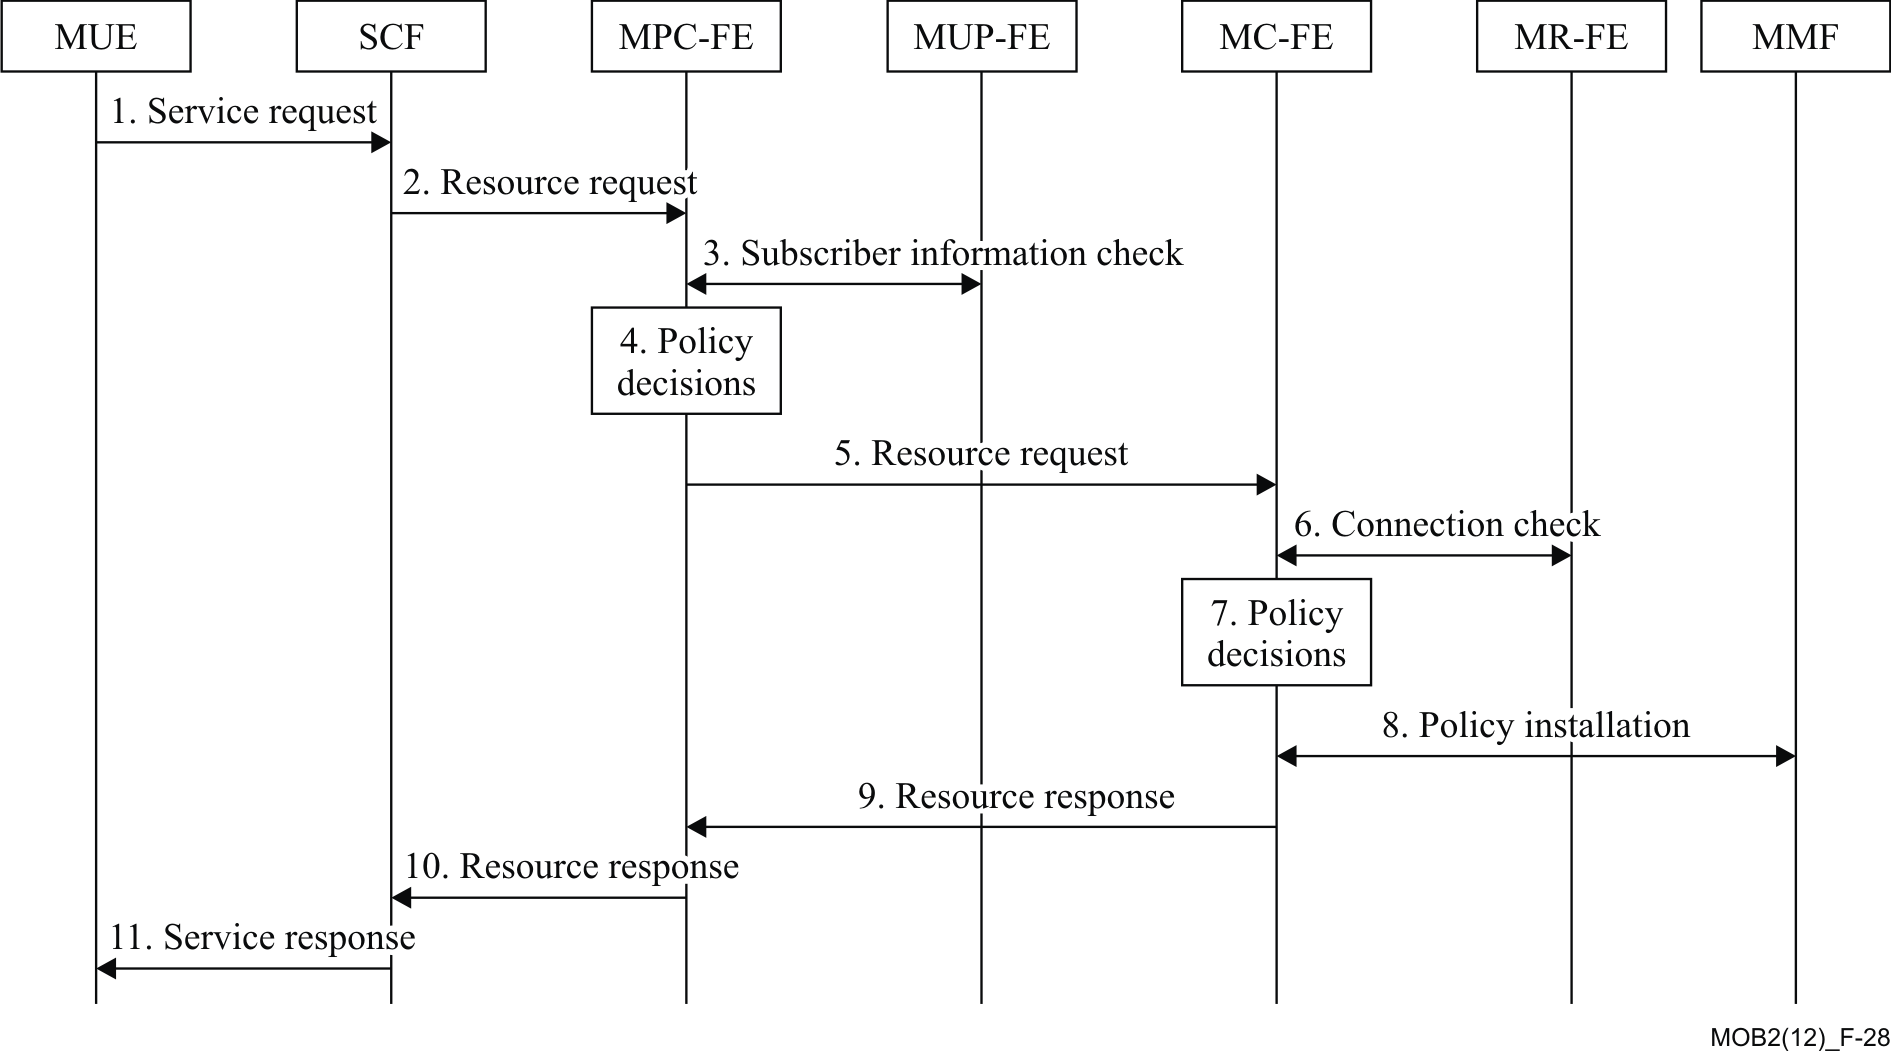 MUE
SCF
MPC-FE
MUP-FE
MC-FE
MR-FE
MMF
1. Service request
2. Resource request
3. Subscriber information check
4. Policy
decisions
5. Resource request
6. Connection check
7. Policy
decisions
8. Policy installation
9. Resource response
10. Resource response
11. Service response
MOB2(12)_F-28